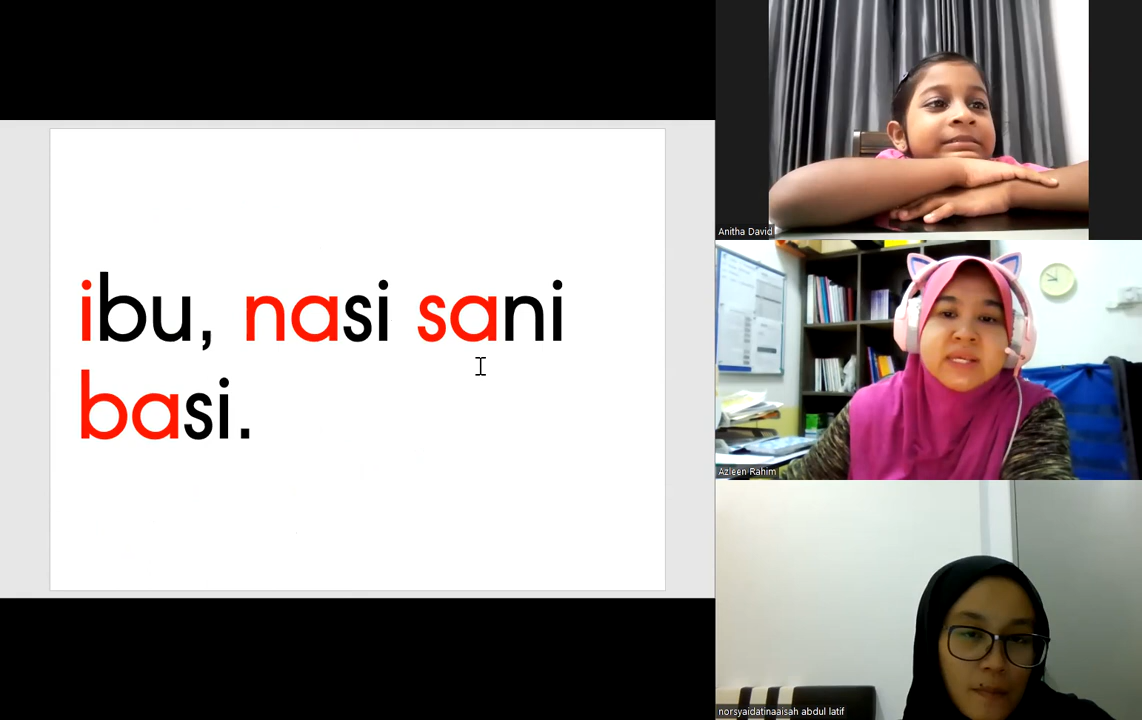 ibu, nasi sani
basi.
Anitha David
Azleen Rahim
norsyaidatinaaisah abdul latif